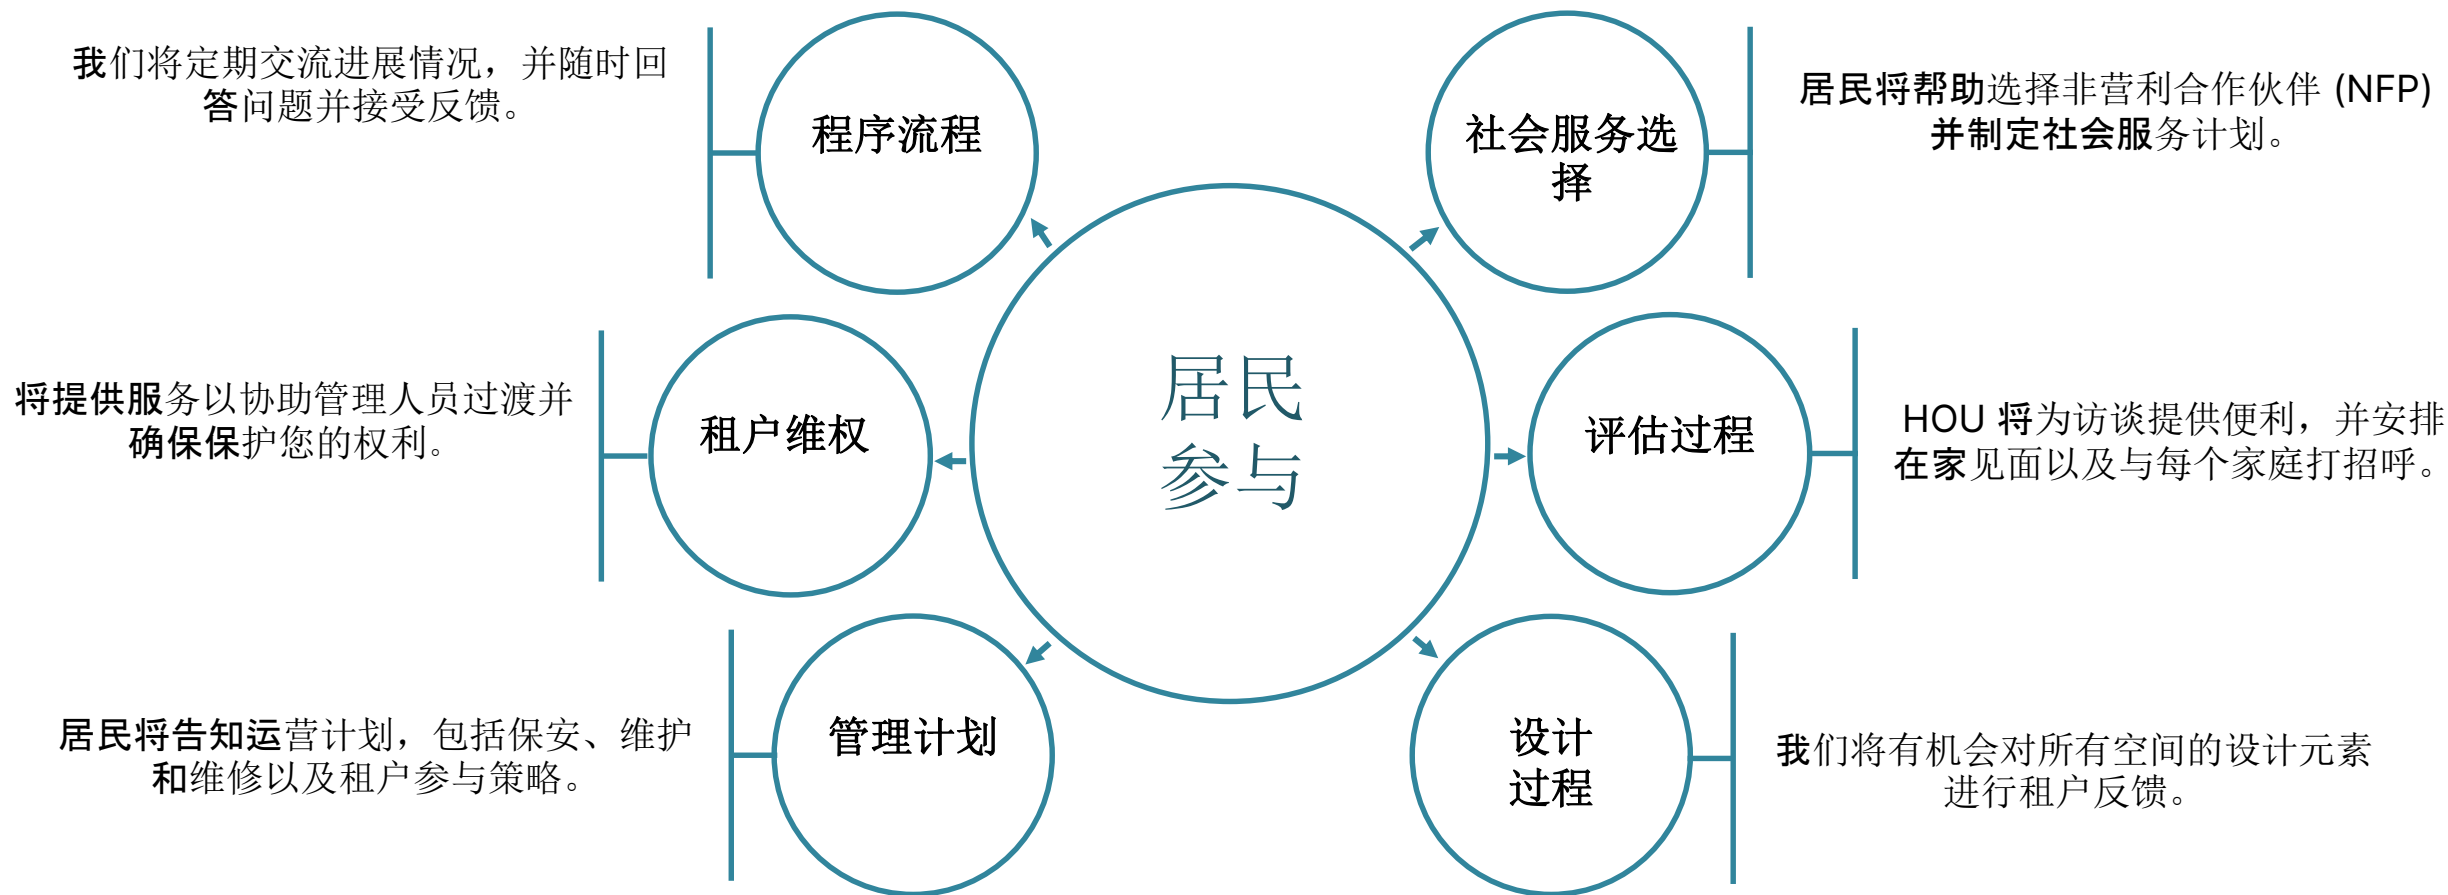 我们将定期交流进展情况，并随时回
答问题并接受反馈。
程序流程
社会服务选
择
居民将帮助选择非营利合作伙伴 (NFP)
并制定社会服务计划。
将提供服务以协助管理人员过渡并
确保保护您的权利。
租户维权
居民
参与
评估过程
HOU 将为访谈提供便利，并安排
在家见面以及与每个家庭打招呼。
居民将告知运营计划，包括保安、维护
和维修以及租户参与策略。
管理计划
设计
过程
我们将有机会对所有空间的设计元素
进行租户反馈。